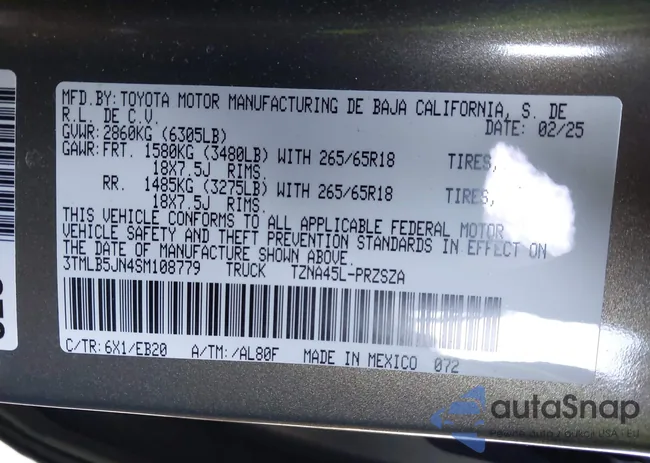 MFD.BY: TOYOTA MOTOR MANUFACTURING DE BAJA CALIFORNIA, S. DE
R.L. DE C.V. DATE: 02/25
GVWR: 2860KG (6305LB)
GAWR: FRT. 1580KG (3480LB) WITH 265/65R18 TIRES,
18X7.5J RIMS.
RR. 1485KG (3275LB) WITH 265/65R18 TIRES,
18X7.5J RIMS.
THIS VEHICLE CONFORMS TO ALL APPLICABLE FEDERAL MOTOR
VEHICLE SAFETY AND THEFT PREVENTION STANDARDS IN EFFECT ON
THE DATE OF MANUFACTURE SHOWN ABOVE.
3TMLB5JN4SM108779 TRUCK TZNA45L-PRZSZA
C/TR: 6X1/EB20 A/TM: /AL80F MADE IN MEXICO 072
autaSnap